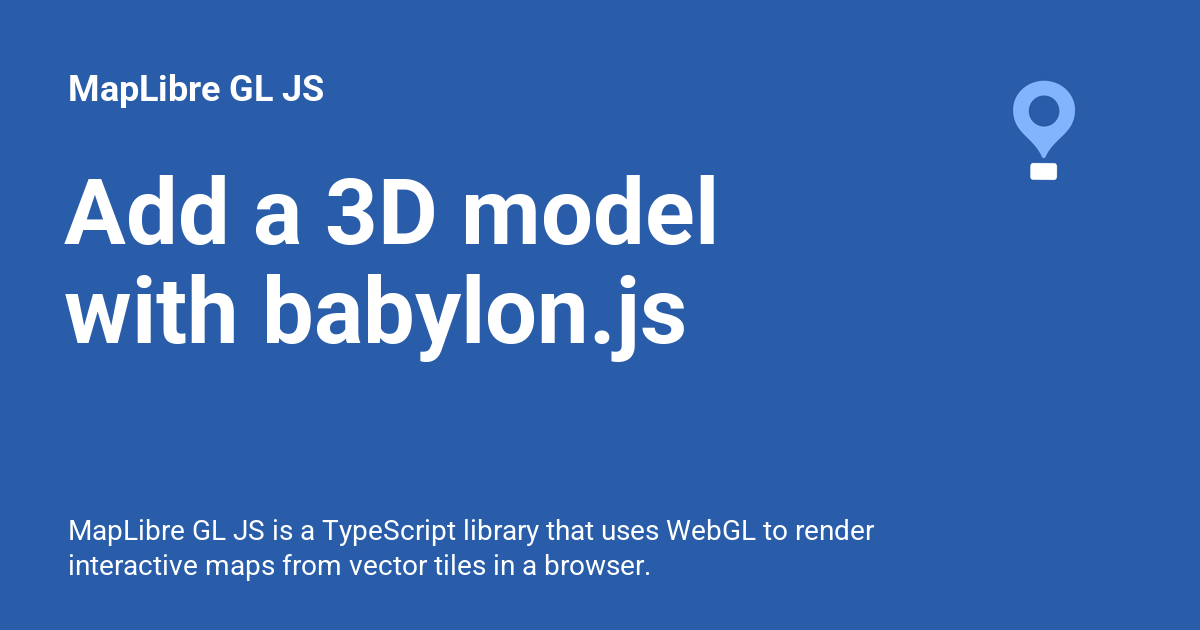 MapLibre GL JS
Add a 3D model
with babylon.js
MapLibre GL JS is a TypeScript library that uses WebGL to render
interactive maps from vector tiles in a browser.